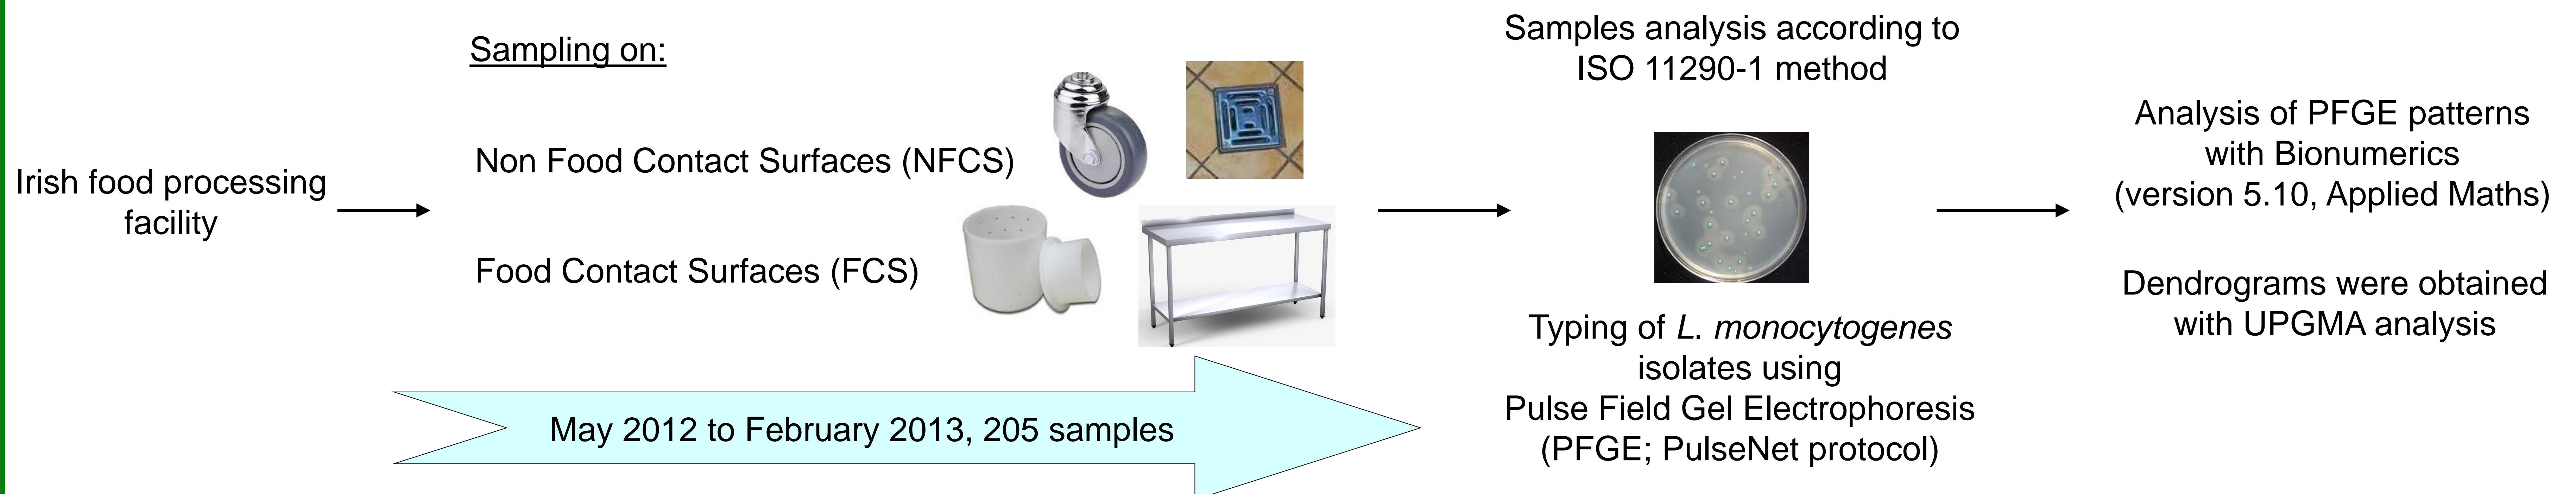 Irish food processing
facility
Sampling on:
Non Food Contact Surfaces (NFCS)
Food Contact Surfaces (FCS)
May 2012 to February 2013, 205 samples
Samples analysis according to
ISO 11290-1 method
Typing of L. monocytogenes
isolates using
Pulse Field Gel Electrophoresis
(PFGE; PulseNet protocol)
Analysis of PFGE patterns
with Bionumerics
(version 5.10, Applied Maths)
Dendrograms were obtained
with UPGMA analysis